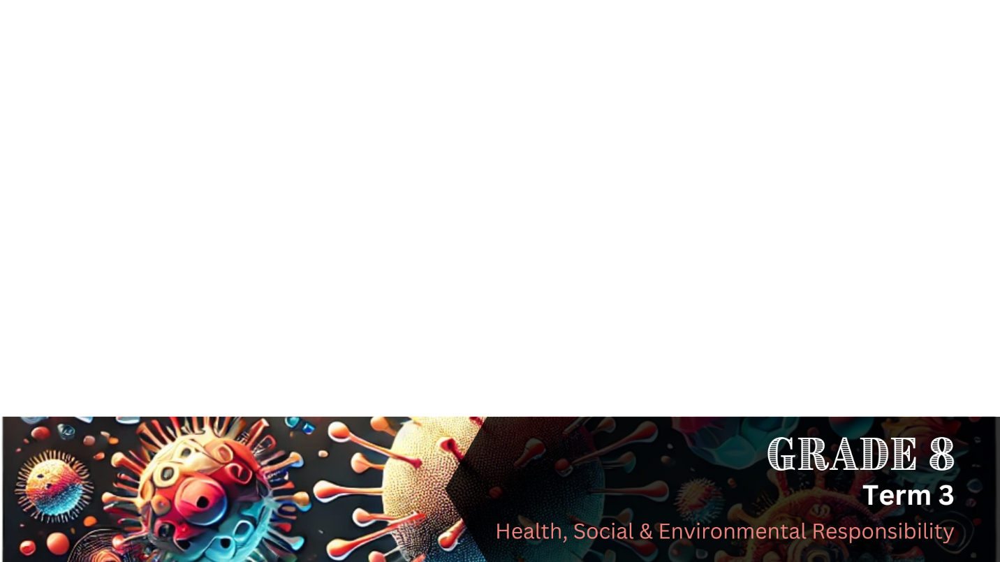 GRADE 8
Term 3
Health, Social & Environmental Responsibility